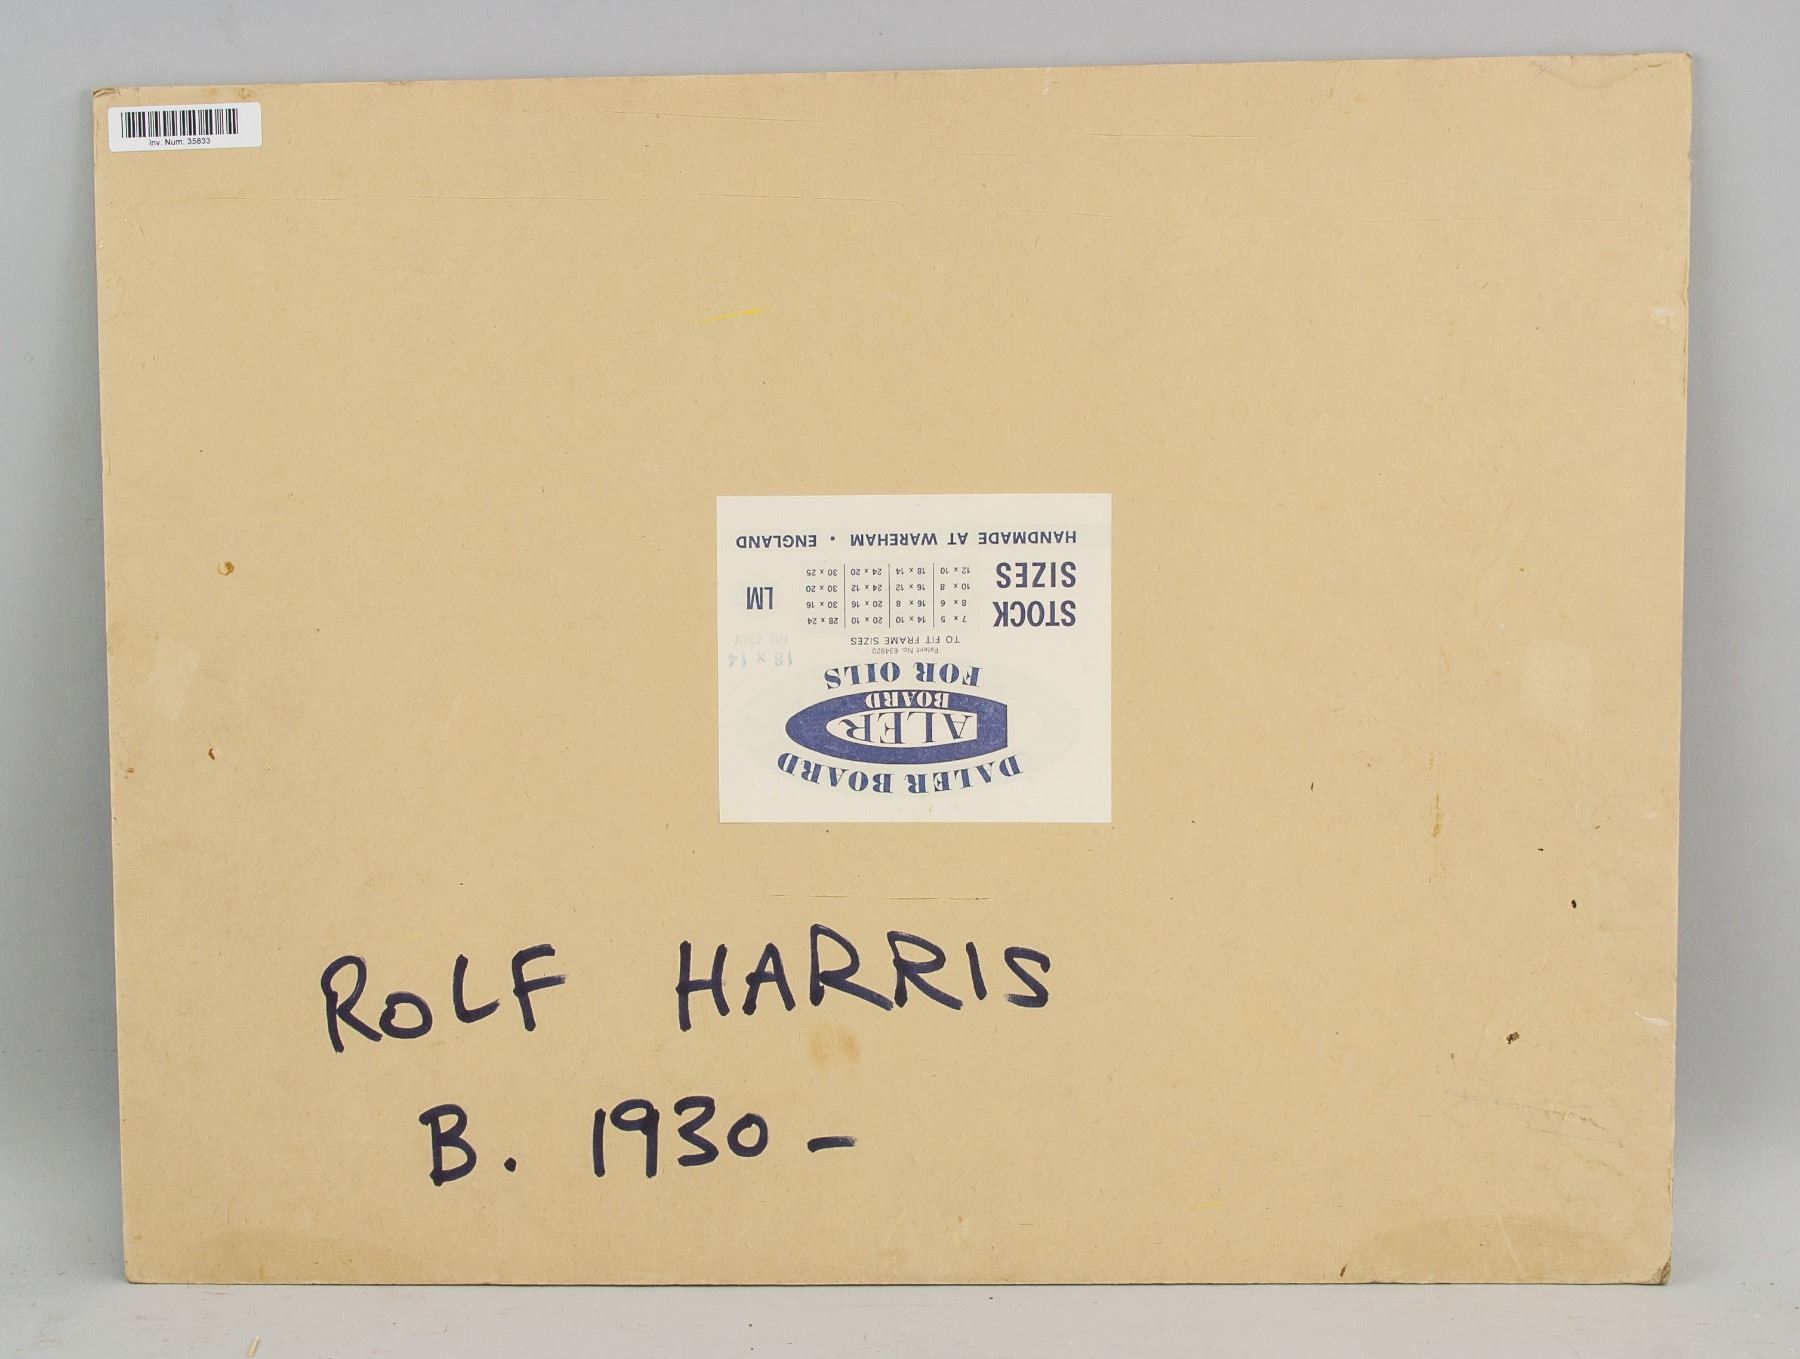 Inv. Num: 35833
DALER BOARD
ALER
BOARD
FOR OILS
18 x 14
Patent No. 634920
TO FIT FRAME SIZES
STOCK
SIZES
7 x 5 14 x 10 20 x 10 28 x 24
8 x 6 16 x 8 20 x 16 30 x 16
10 x 8 16 x 12 24 x 12 30 x 20
12 x 10 18 x 14 24 x 20 30 x 25
LM
HANDMADE AT WAREHAM • ENGLAND
ROLF HARRIS
B. 1930 -